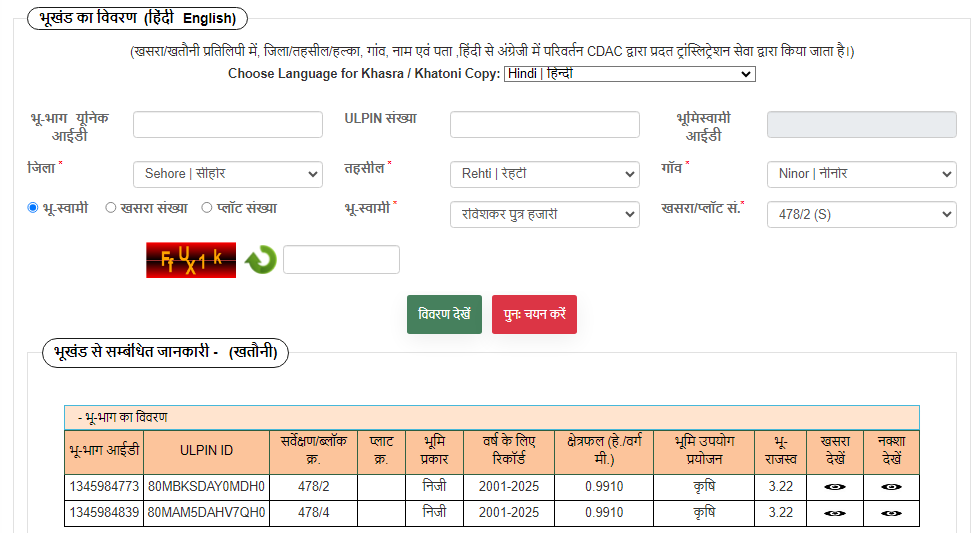 भूखंड का विवरण (हिंदी English)
(खसरा/खतौनी प्रतिलिपी में, जिला/तहसील/हल्का, गांव, नाम एवं पता ,हिंदी से अंग्रेजी में परिवर्तन CDAC द्वारा प्रदत ट्रांस्लिट्रेशन सेवा द्वारा किया जाता है।)
Choose Language for Khasra / Khatoni Copy: Hindi | हिन्दी
भू-भाग यूनिक आईडी
ULPIN संख्या
भूमिस्वामी आईडी
जिला * Sehore | सीहोर तहसील * Rehti | रेहटी गाँव * Ninor | नीनोर
भू-स्वामी खसरा संख्या प्लॉट संख्या भू-स्वामी * रविशंकर पुत्र हजारी खसरा/प्लॉट सं.* 478/2 (S)
FfUX1k
विवरण देखें पुनः चयन करें
भूखंड से सम्बंधित जानकारी - (खतौनी)
- भू-भाग का विवरण
भू-भाग आईडी ULPIN ID सर्वेक्षण/ब्लॉक क्र. प्लाट क्र. भूमि प्रकार वर्ष के लिए रिकॉर्ड क्षेत्रफल (हे./वर्ग मी.) भूमि उपयोग प्रयोजन भू-राजस्व खसरा देखें नक्शा देखें
1345984773 80MBKSDAY0MDH0 478/2 निजी 2001-2025 0.9910 कृषि 3.22
1345984839 80MAM5DAHV7QH0 478/4 निजी 2001-2025 0.9910 कृषि 3.22